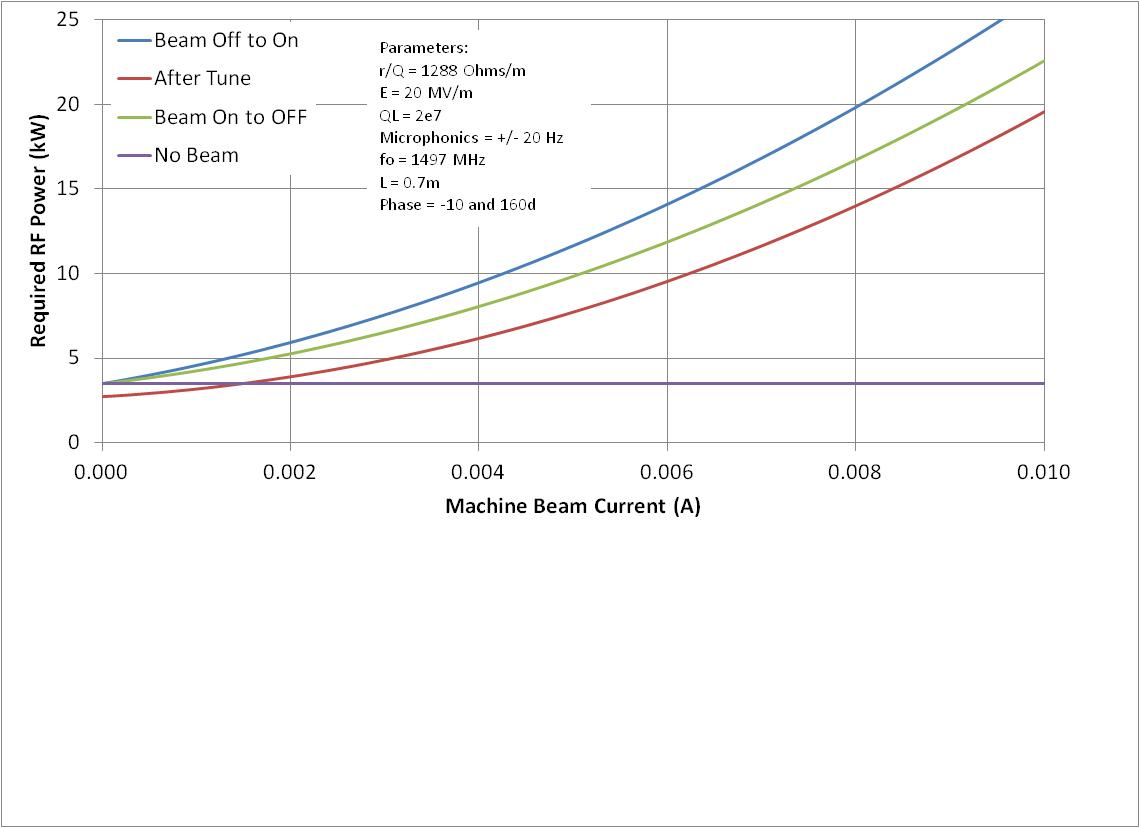 25
20
15
10
5
0
Required RF Power (kW)
Beam Off to On
After Tune
Beam On to OFF
No Beam
Parameters:
r/Q = 1288 Ohms/m
E = 20 MV/m
QL = 2e7
Microphonics = +/- 20 Hz
fo = 1497 MHz
L = 0.7m
Phase = -10 and 160d
0.000 0.002 0.004 0.006 0.008 0.010
Machine Beam Current (A)